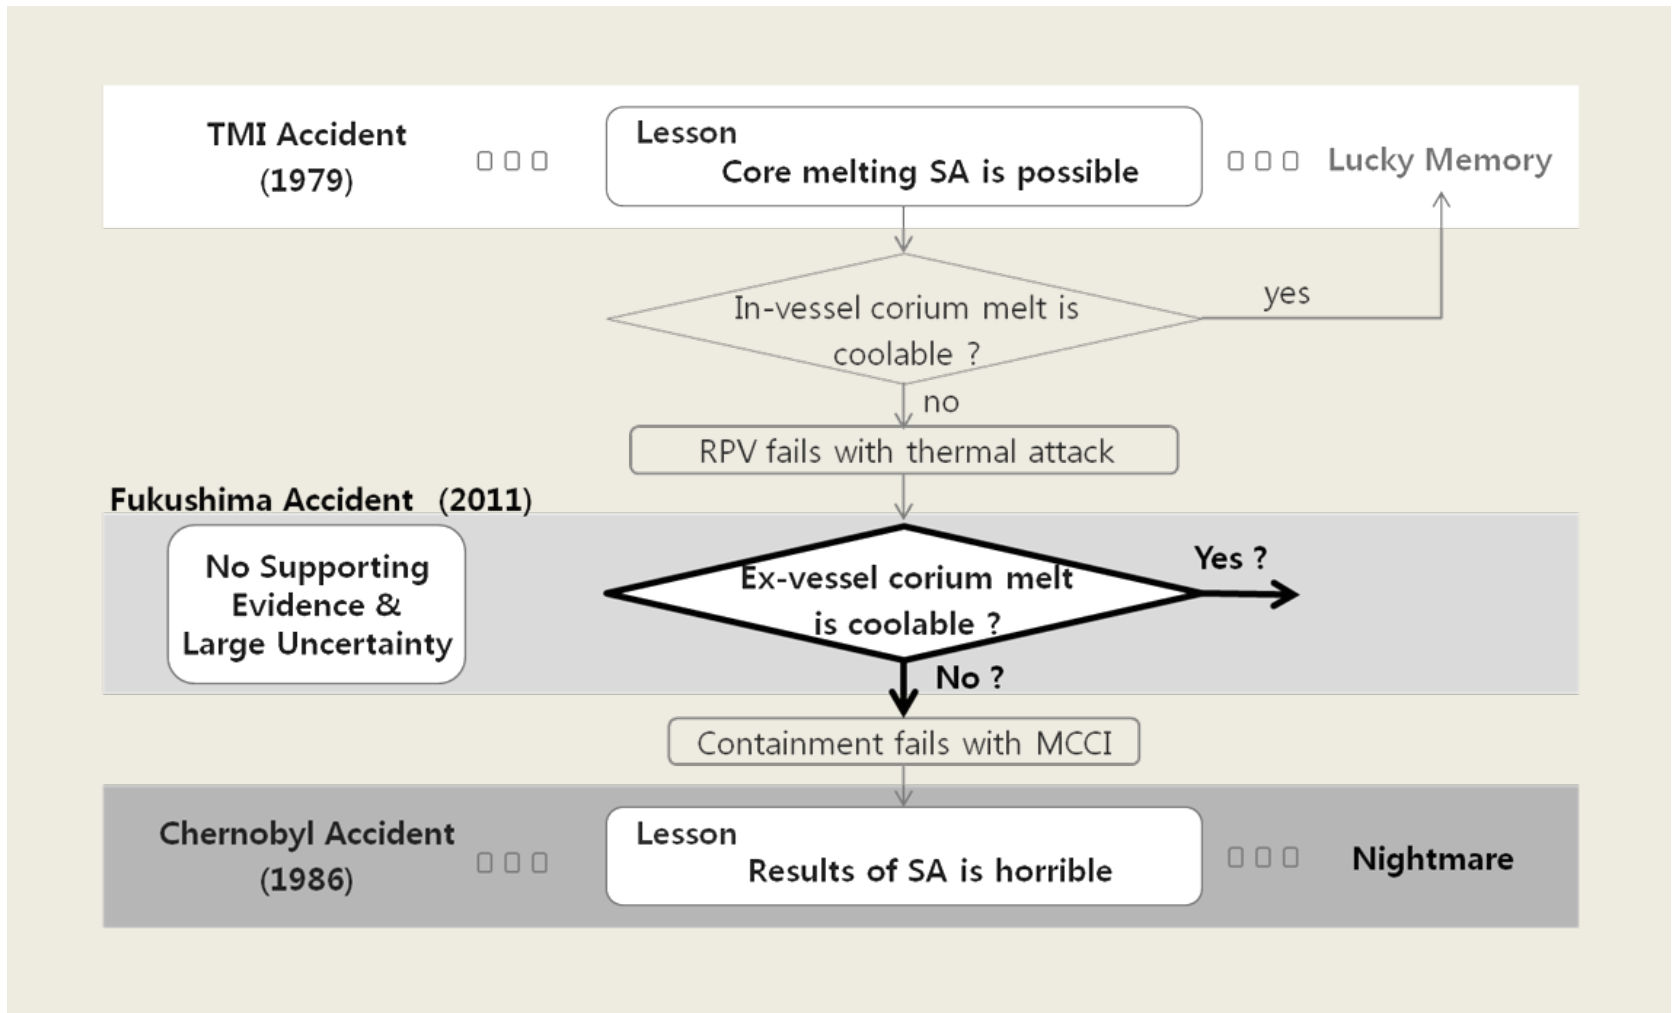 TMI Accident
(1979)
Lesson
Core melting SA is possible
Lucky Memory
In-vessel corium melt is
coolable ?
yes
no
RPV fails with thermal attack
Fukushima Accident (2011)
No Supporting
Evidence &
Large Uncertainty
Ex-vessel corium melt
is coolable ?
Yes ?
No ?
Containment fails with MCCI
Chernobyl Accident
(1986)
Lesson
Results of SA is horrible
Nightmare